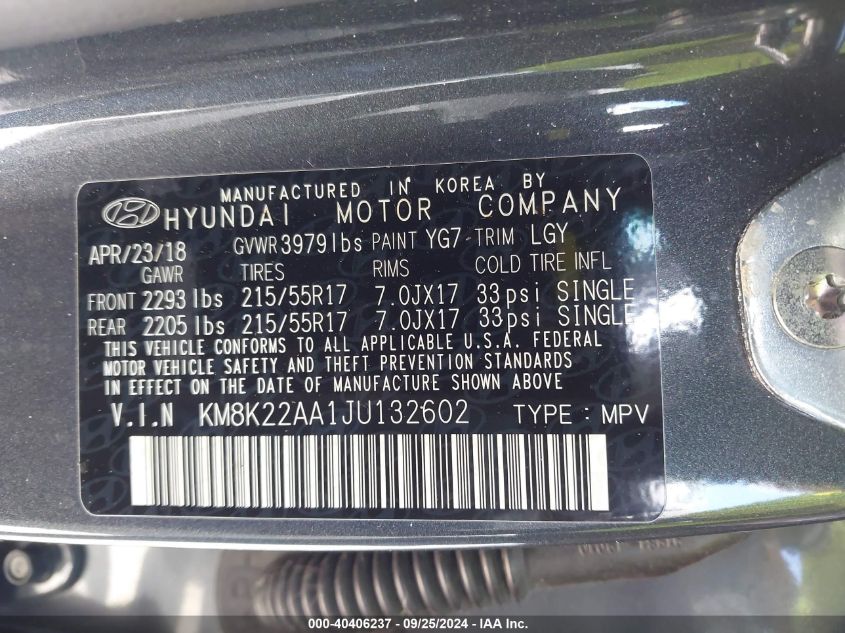 MANUFACTURED IN KOREA BY
HYUNDAI MOTOR COMPANY
APR/23/18 GVWR 3979 lbs PAINT YG7- TRIM LGY
GAWR TIRES RIMS COLD TIRE INFL
FRONT 2293 lbs 215/55R17 7.0JX17 33psi SINGLE
REAR 2205 lbs 215/55R17 7.0JX17 33psi SINGLE
THIS VEHICLE CONFORMS TO ALL APPLICABLE U.S.A. FEDERAL
MOTOR VEHICLE SAFETY AND THEFT PREVENTION STANDARDS
IN EFFECT ON THE DATE OF MANUFACTURE SHOWN ABOVE
V.I.N KM8K22AA1JU132602 TYPE : MPV
000-40406237 - 09/25/2024 - IAAI.com